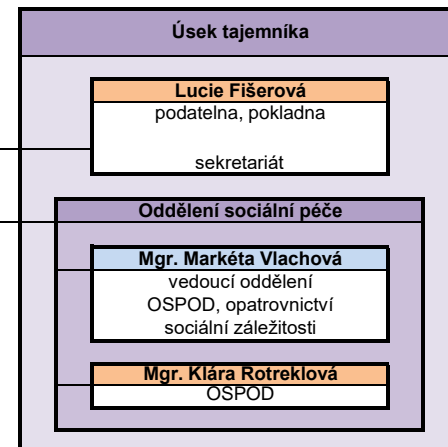 Úsek tajemníka
Lucie Fišerová
podatelna, pokladna
sekretariát
Oddělení sociální péče
Mgr. Markéta Vlachová
vedoucí oddělení
OSPOD, opatrovnictví
sociální záležitosti
Mgr. Klára Rotreklová
OSPOD